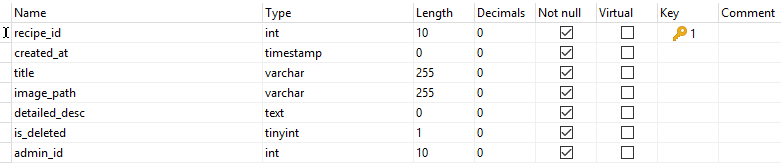 Name Type Length Decimals Not null Virtual Key Comment
recipe_id int 10 0 1
created_at timestamp 0 0
title varchar 255 0
image_path varchar 255 0
detailed_desc text 0 0
is_deleted tinyint 1 0
admin_id int 10 0